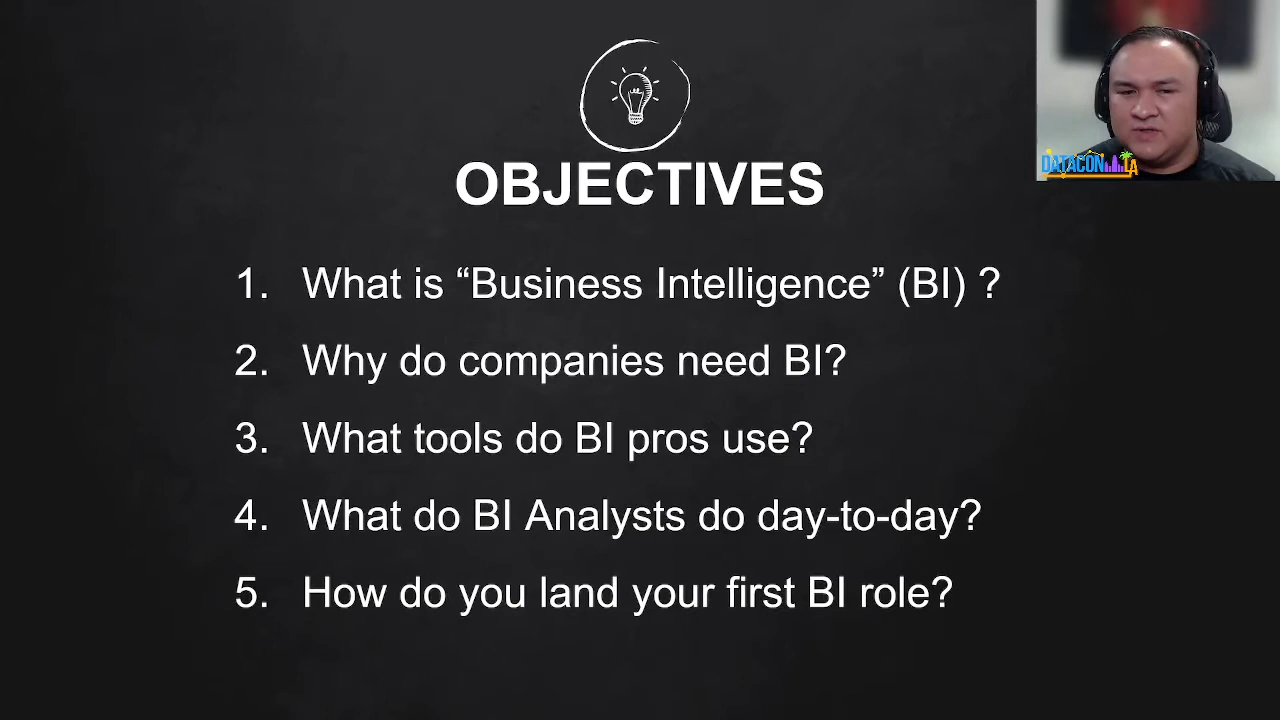 DATACON LA
OBJECTIVES
1. What is “Business Intelligence” (BI) ?
2. Why do companies need BI?
3. What tools do BI pros use?
4. What do BI Analysts do day-to-day?
5. How do you land your first BI role?